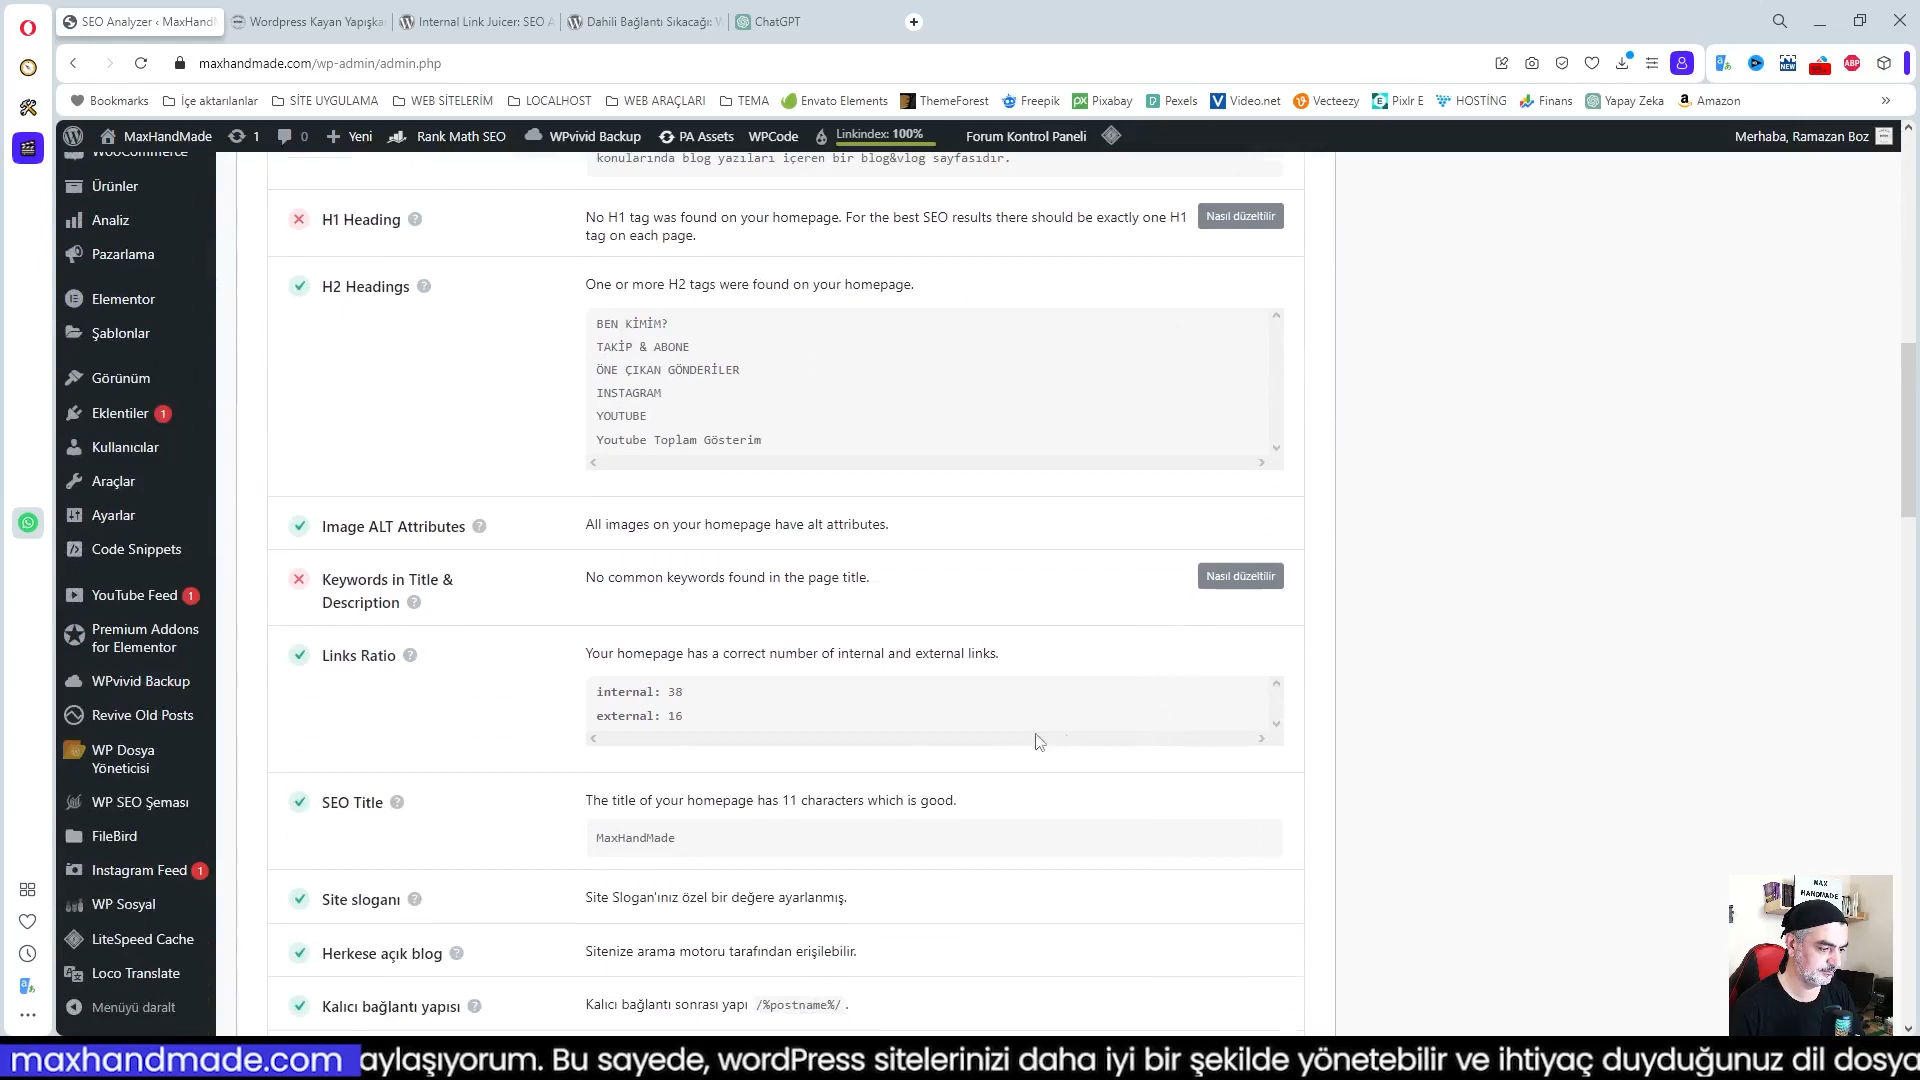 SEO Analyzer ‹ MaxHandM
Wordpress Kayan Yapışka
Internal Link Juicer: SEO A
Dahili Bağlantı Sıkacağı: W
ChatGPT
maxhandmade.com/wp-admin/admin.php
Bookmarks
İçe aktarılanlar
SİTE UYGULAMA
WEB SİTELERİM
LOCALHOST
WEB ARAÇLARI
TEMA
Envato Elements
ThemeForest
Freepik
Pixabay
Pexels
Video.net
Vecteezy
Pixlr E
HOSTİNG
Finans
Yapay Zeka
Amazon
MaxHandMade
1
0
Yeni
Rank Math SEO
WPvivid Backup
PA Assets
WPCode
Linkindex: 100%
Forum Kontrol Paneli
Merhaba, Ramazan Boz
WooCommerce
Ürünler
Analiz
Pazarlama
Elementor
Şablonlar
Görünüm
Eklentiler 1
Kullanıcılar
Araçlar
Ayarlar
Code Snippets
YouTube Feed 1
Premium Addons
for Elementor
WPvivid Backup
Revive Old Posts
WP Dosya
Yöneticisi
WP SEO Şeması
FileBird
Instagram Feed 1
WP Sosyal
LiteSpeed Cache
Loco Translate
Menüyü daralt
konularında blog yazıları içeren bir blog&vlog sayfasıdır.
H1 Heading ?
No H1 tag was found on your homepage. For the best SEO results there should be exactly one H1
tag on each page.
Nasıl düzeltilir
H2 Headings ?
One or more H2 tags were found on your homepage.
BEN KİMİM?
TAKİP & ABONE
ÖNE ÇIKAN GÖNDERİLER
INSTAGRAM
YOUTUBE
Youtube Toplam Gösterim
Image ALT Attributes ?
All images on your homepage have alt attributes.
Keywords in Title &
Description ?
No common keywords found in the page title.
Nasıl düzeltilir
Links Ratio ?
Your homepage has a correct number of internal and external links.
internal: 38
external: 16
SEO Title ?
The title of your homepage has 11 characters which is good.
MaxHandMade
Site sloganı ?
Site Slogan'ınız özel bir değere ayarlanmış.
Herkese açık blog ?
Sitenize arama motoru tarafından erişilebilir.
Kalıcı bağlantı yapısı ?
Kalıcı bağlantı sonrası yapı /%postname%/ .
MAX
HANDMADE
maxhandmade.com
aylaşıyorum. Bu sayede, wordPress sitelerinizi daha iyi bir şekilde yönetebilir ve ihtiyaç duyduğunuz dil dosya